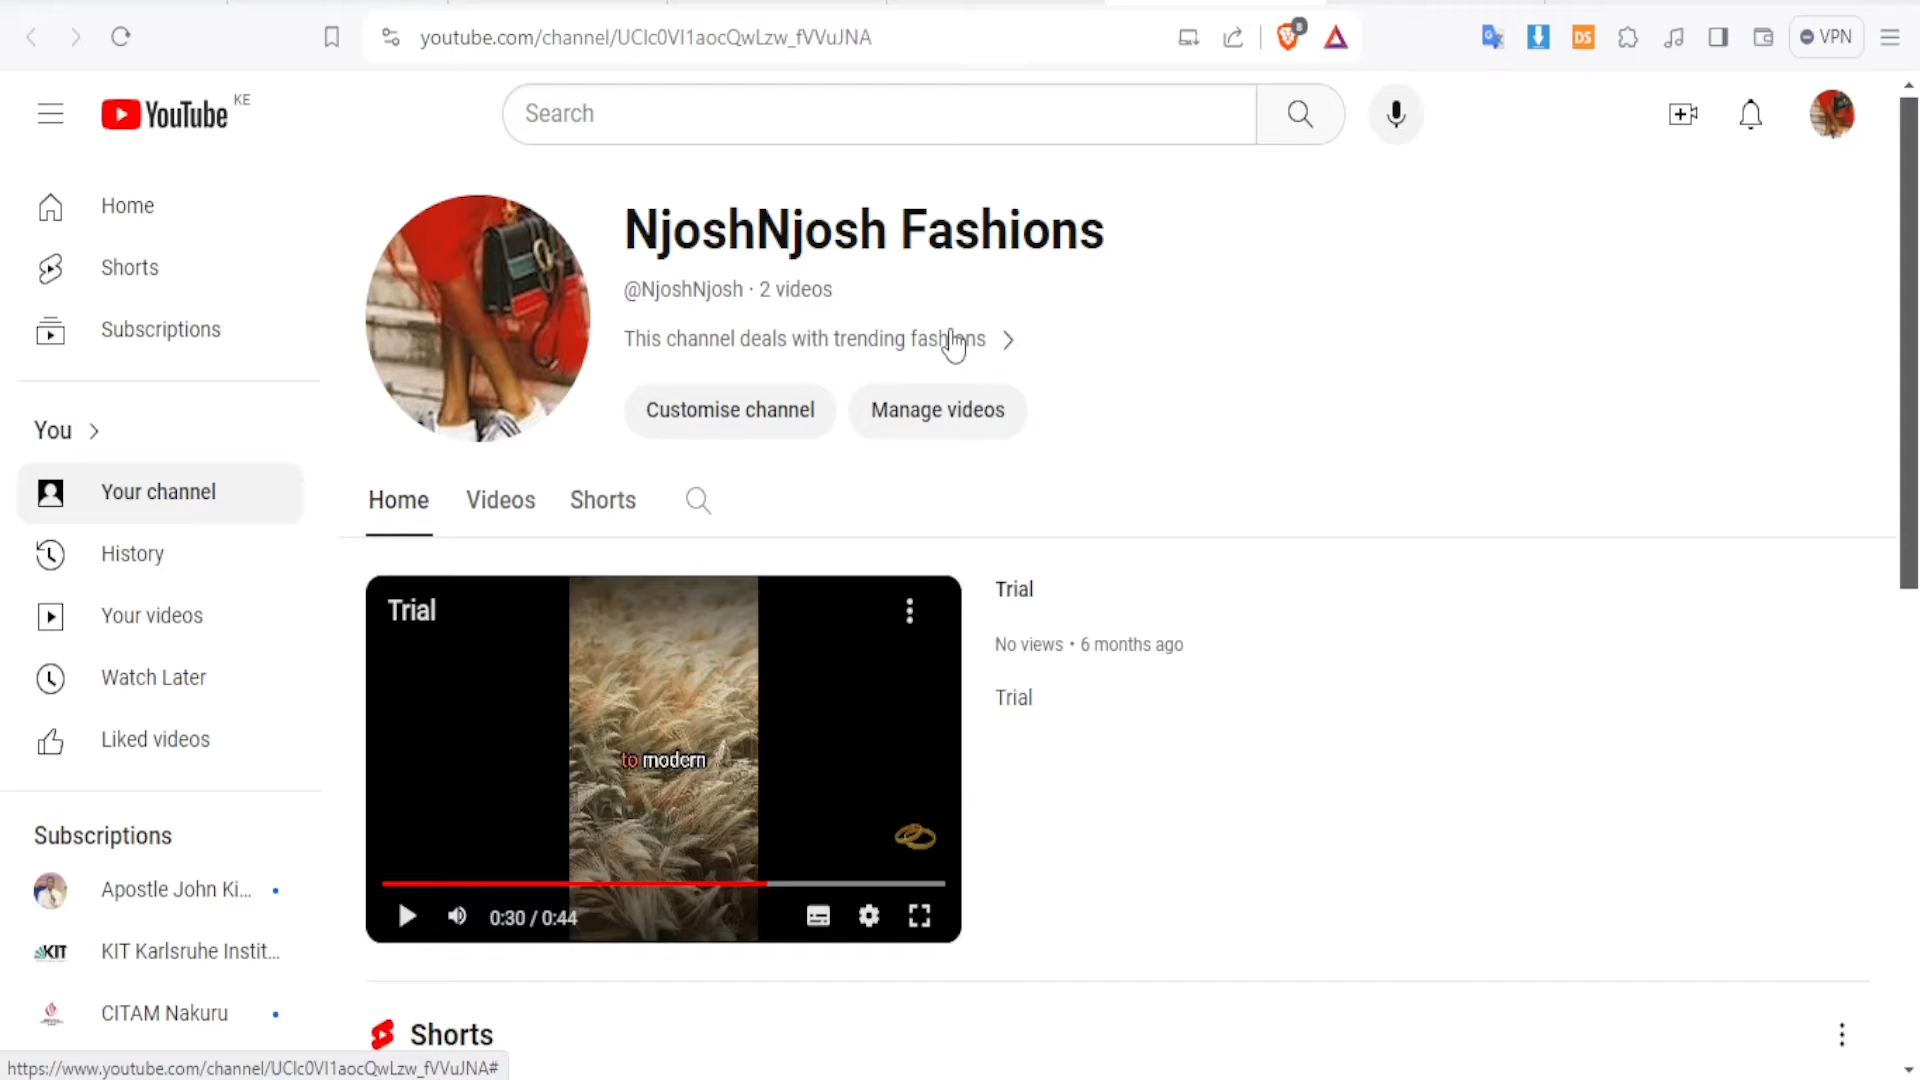 youtube.com/channel/UCIc0VI1aocQwLzw_fVVuJNA
8
DS
VPN
YouTube KE
Search
Home
Shorts
Subscriptions
You
Your channel
History
Your videos
Watch Later
Liked videos
Subscriptions
Apostle John Ki...
KIT KIT Karlsruhe Instit...
CITAM Nakuru
NjoshNjosh Fashions
@NjoshNjosh · 2 videos
This channel deals with trending fashions
Customise channel Manage videos
Home Videos Shorts
Trial
to modern
0:30 / 0:44
Trial
No views • 6 months ago
Trial
Shorts
https://www.youtube.com/channel/UCIc0VI1aocQwLzw_fVVuJNA#